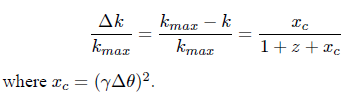 Δk/k_max = (k_max − k)/k_max = x_c/(1 + z + x_c)
where x_c = (γΔθ)².